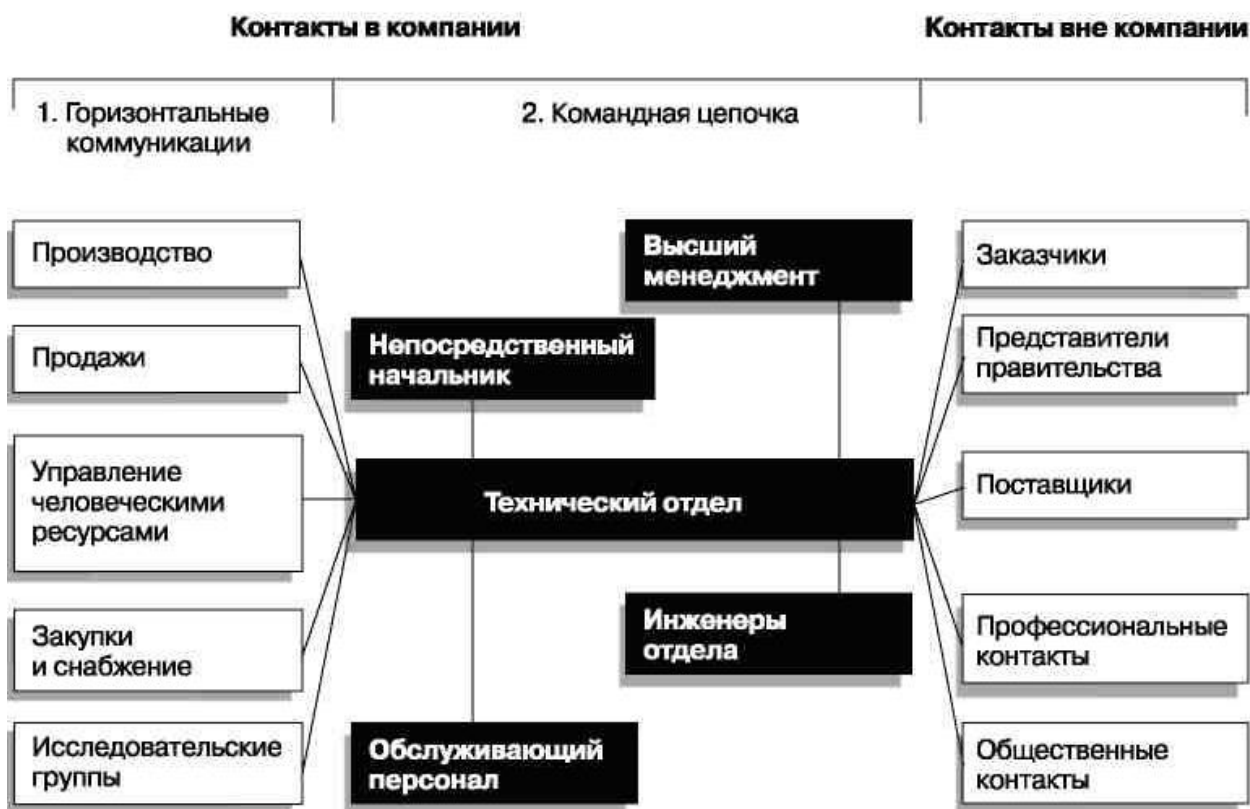 Контакты в компании
Контакты вне компании
1. Горизонтальные
коммуникации
2. Командная цепочка
Производство
Продажи
Управление
человеческими
ресурсами
Закупки
и снабжение
Исследовательские
группы
Высший
менеджмент
Непосредственный
начальник
Технический отдел
Инженеры
отдела
Обслуживающий
персонал
Заказчики
Представители
правительства
Поставщики
Профессиональные
контакты
Общественные
контакты